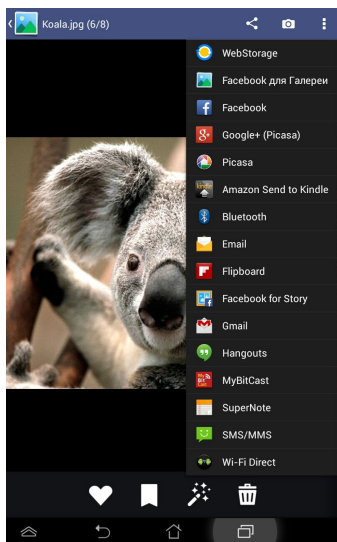 Koala.jpg (6/8)
WebStorage
Facebook для Галереи
Facebook
Google+ (Picasa)
Picasa
Amazon Send to Kindle
Bluetooth
Email
Flipboard
Facebook for Story
Gmail
Hangouts
MyBitCast
SuperNote
SMS/MMS
Wi-Fi Direct